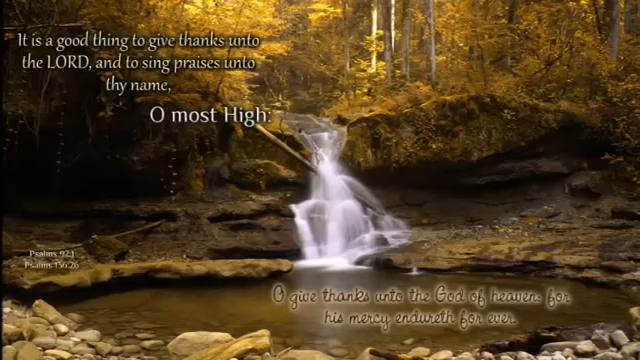 It is a good thing to give thanks unto
the LORD, and to sing praises unto
thy name,
O most High:
Psalms 92:1
Psalms 136:26
O give thanks unto the God of heaven: for
his mercy endureth for ever.